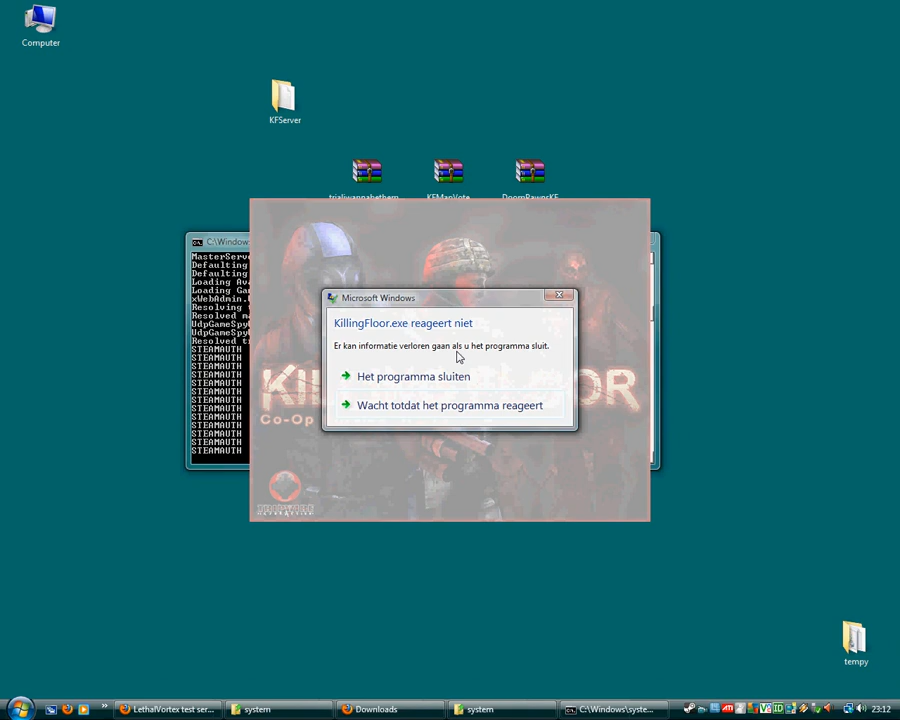 Computer
KFServer
KFMapVote
C:\Window
MasterServe
Defaulting
Defaulting
Loading
Loading
Resolving
Resolved
UdpGameSpy
UdpGameSpy
Resolved
STEAMAUTH
STEAMAUTH
STEAMAUTH
STEAMAUTH
STEAMAUTH
STEAMAUTH
STEAMAUTH
STEAMAUTH
STEAMAUTH
STEAMAUTH
STEAMAUTH
STEAMAUTH
STEAMAUTH
Microsoft Windows
KillingFloor.exe reageert niet
Er kan informatie verloren gaan als u het programma sluit.
Het programma sluiten
Wacht totdat het programma reageert
Co-Op
tempy
LethalVortex test ser...
system
Downloads
system
C:\Windows\syste...
23:12